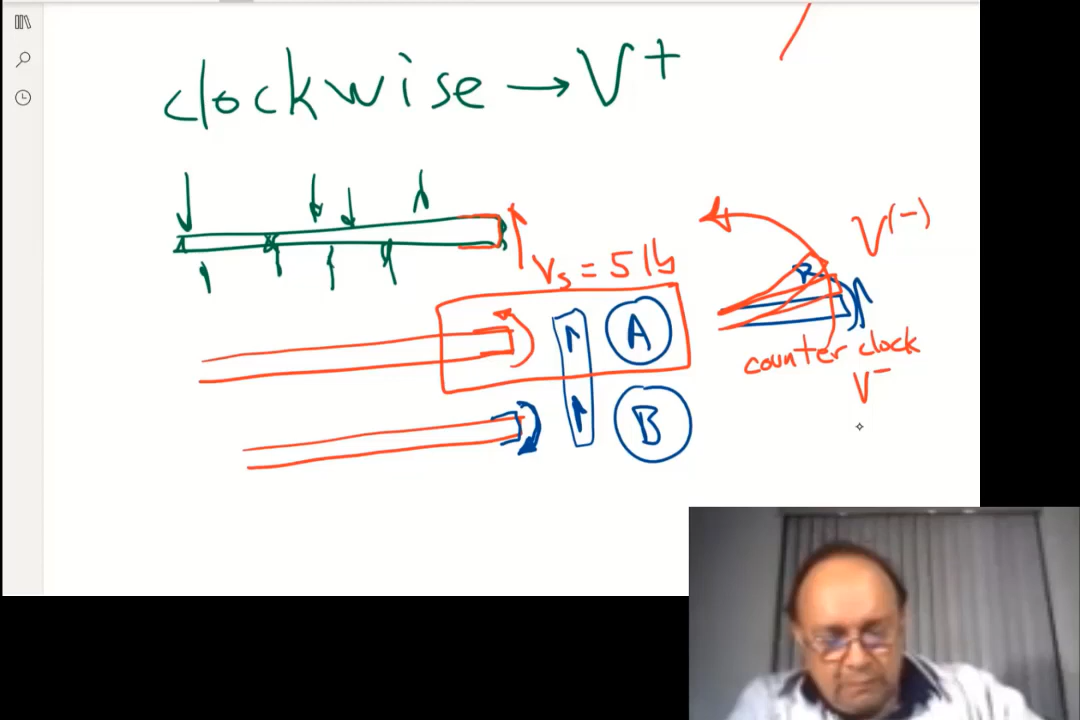 clockwise → V +
V(-)
Vs = 5 lb
A
counter clock
V-
B